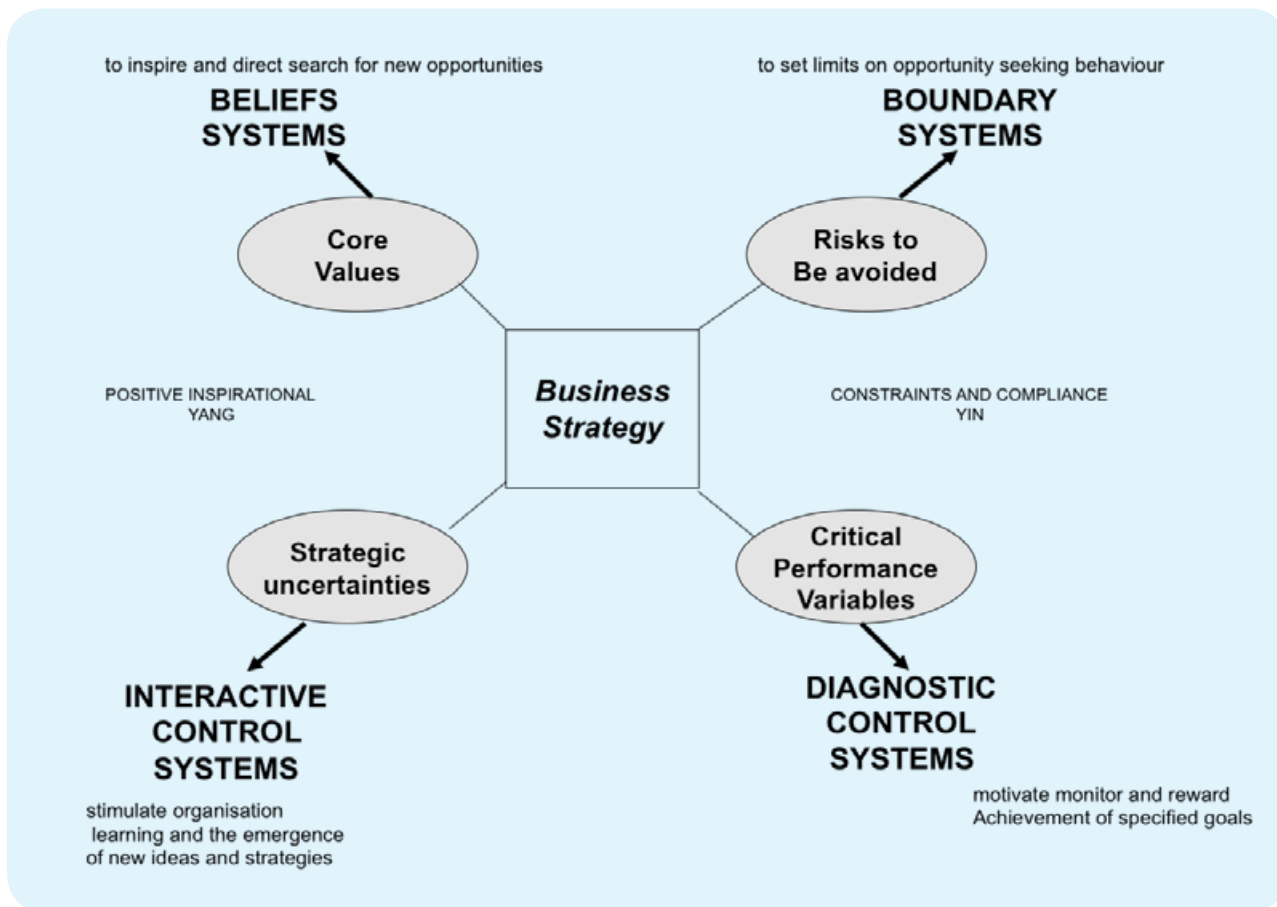 to inspire and direct search for new opportunities
BELIEFS
SYSTEMS
to set limits on opportunity seeking behaviour
BOUNDARY
SYSTEMS
Core
Values
Risks to
Be avoided
POSITIVE INSPIRATIONAL
YANG
Business
Strategy
CONSTRAINTS AND COMPLIANCE
YIN
Strategic
uncertainties
Critical
Performance
Variables
INTERACTIVE
CONTROL
SYSTEMS
stimulate organisation
learning and the emergence
of new ideas and strategies
DIAGNOSTIC
CONTROL
SYSTEMS
motivate monitor and reward
Achievement of specified goals